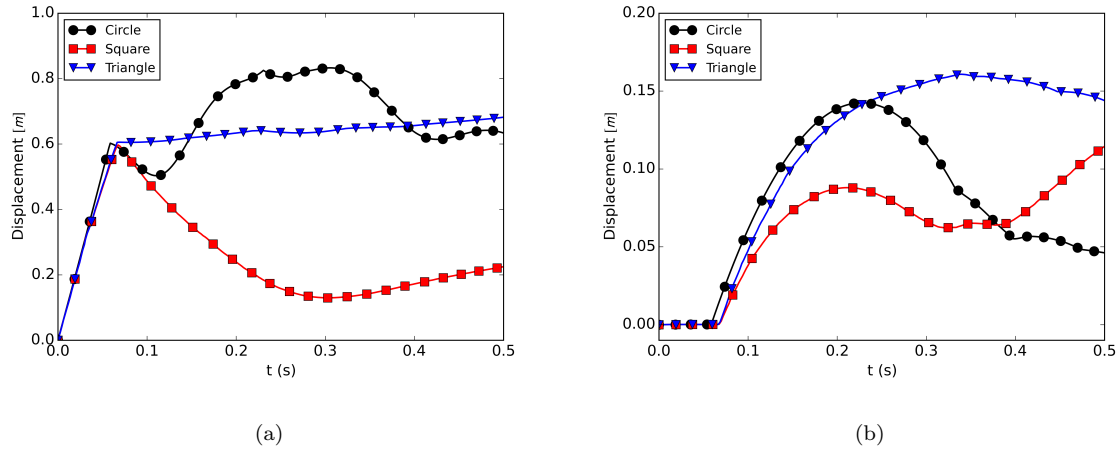 1.0
0.8
0.6
0.4
0.2
0.0
0.0 0.1 0.2 0.3 0.4 0.5
Displacement [m]
t (s)
Circle
Square
Triangle
(a)
0.20
0.15
0.10
0.05
0.00
0.0 0.1 0.2 0.3 0.4 0.5
Displacement [m]
t (s)
Circle
Square
Triangle
(b)